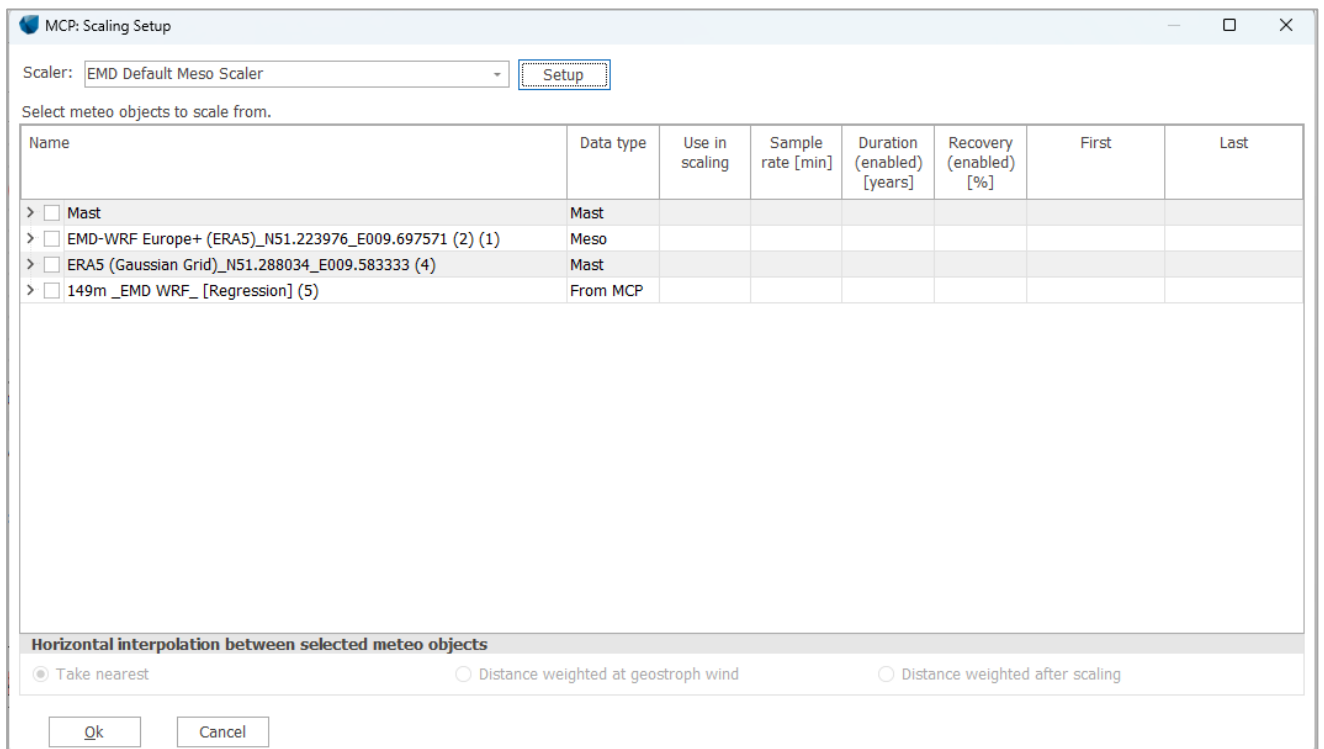 MCP: Scaling Setup
Scaler: EMD Default Meso Scaler Setup
Select meteo objects to scale from.
Name Data type Use in scaling Sample rate [min] Duration (enabled) [years] Recovery (enabled) [%] First Last
Mast Mast
EMD-WRF Europe+ (ERA5)_N51.223976_E009.697571 (2) (1) Meso
ERA5 (Gaussian Grid)_N51.288034_E009.583333 (4) Mast
149m _EMD WRF_ [Regression] (5) From MCP
Horizontal interpolation between selected meteo objects
Take nearest Distance weighted at geostroph wind Distance weighted after scaling
Ok Cancel